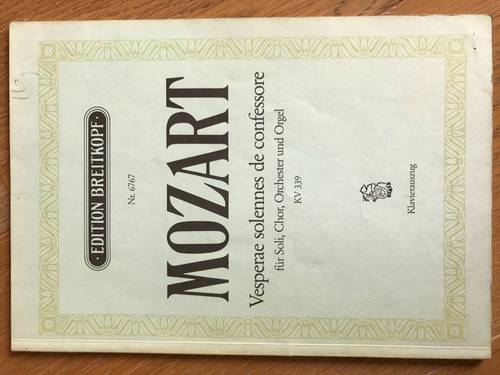 EDITION BREITKOPF
Nr. 6767
MOZART
Vesperae solennes de confessore
für Soli, Chor, Orchester und Orgel
KV 339
Klavierauszug